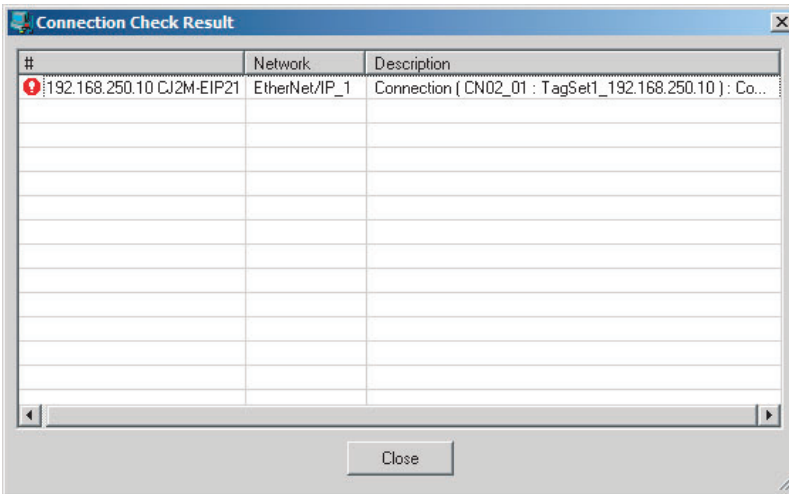 Connection Check Result
# Network Description
192.168.250.10 CJ2M-EIP21 EtherNet/IP_1 Connection ( CN02_01 : TagSet1_192.168.250.10 ) : Co...
Close